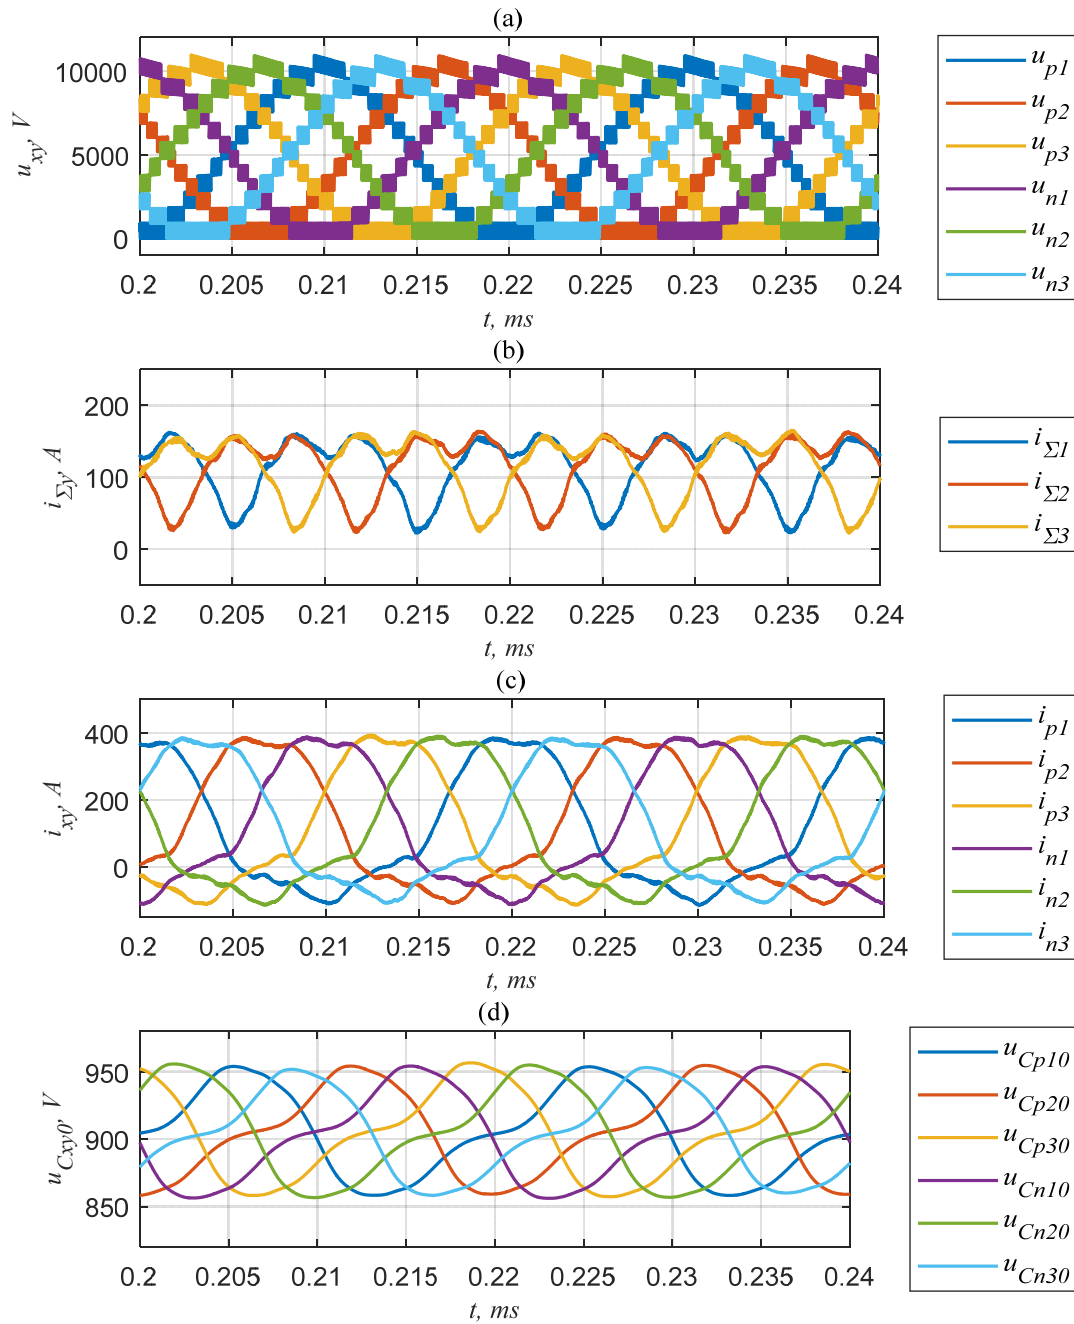 (a)
10000
5000
0
u_xy, V
0.2 0.205 0.21 0.215 0.22 0.225 0.23 0.235 0.24
t, ms
u_p1
u_p2
u_p3
u_n1
u_n2
u_n3
(b)
200
100
0
i_Σy, A
0.2 0.205 0.21 0.215 0.22 0.225 0.23 0.235 0.24
t, ms
i_Σ1
i_Σ2
i_Σ3
(c)
400
200
0
i_xy, A
0.2 0.205 0.21 0.215 0.22 0.225 0.23 0.235 0.24
t, ms
i_p1
i_p2
i_p3
i_n1
i_n2
i_n3
(d)
950
900
850
u_Cxy0, V
0.2 0.205 0.21 0.215 0.22 0.225 0.23 0.235 0.24
t, ms
u_Cp10
u_Cp20
u_Cp30
u_Cn10
u_Cn20
u_Cn30